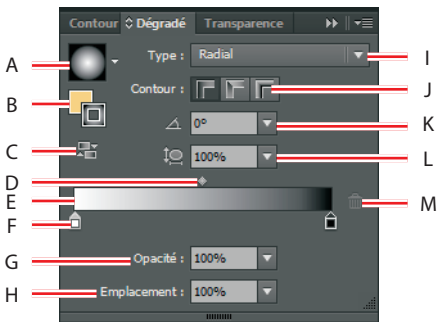 Contour Dégradé Transparence
A Type : Radial I
B Contour : J
K 0°
C 100% L
D
E M
F
G Opacité : 100%
H Emplacement : 100%